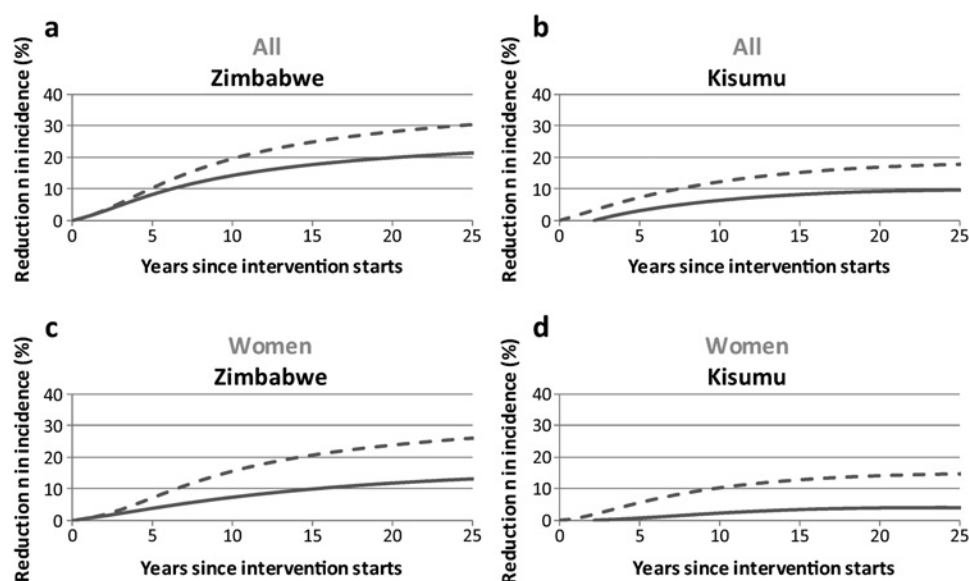 a
All
Zimbabwe
Reduction n in incidence (%)
40
30
20
10
0
0 5 10 15 20 25
Years since intervention starts
b
All
Kisumu
Reduction n in incidence (%)
40
30
20
10
0
0 5 10 15 20 25
Years since intervention starts
c
Women
Zimbabwe
Reduction n in incidence (%)
40
30
20
10
0
0 5 10 15 20 25
Years since intervention starts
d
Women
Kisumu
Reduction n in incidence (%)
40
30
20
10
0
0 5 10 15 20 25
Years since intervention starts